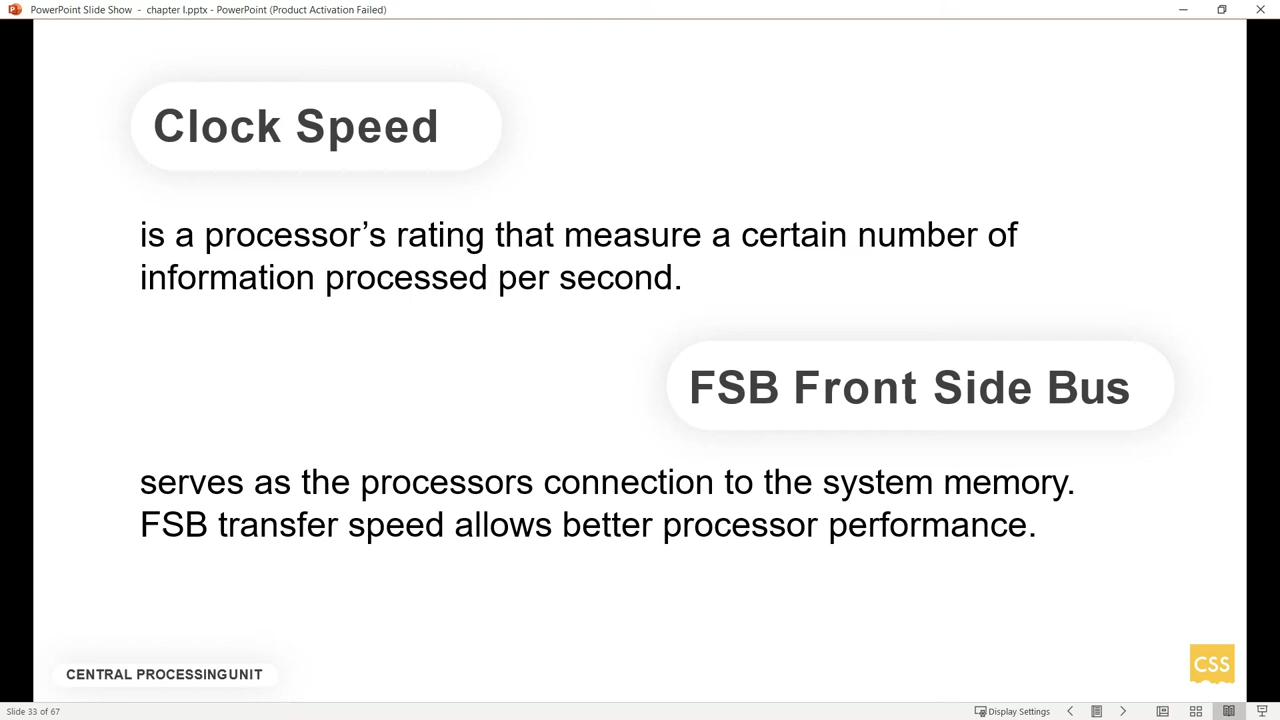 PowerPoint Slide Show - chapter I.pptx - PowerPoint (Product Activation Failed)
Clock Speed
is a processor’s rating that measure a certain number of
information processed per second.
FSB Front Side Bus
serves as the processors connection to the system memory.
FSB transfer speed allows better processor performance.
CENTRAL PROCESSING UNIT
CSS
Slide 33 of 67
Display Settings